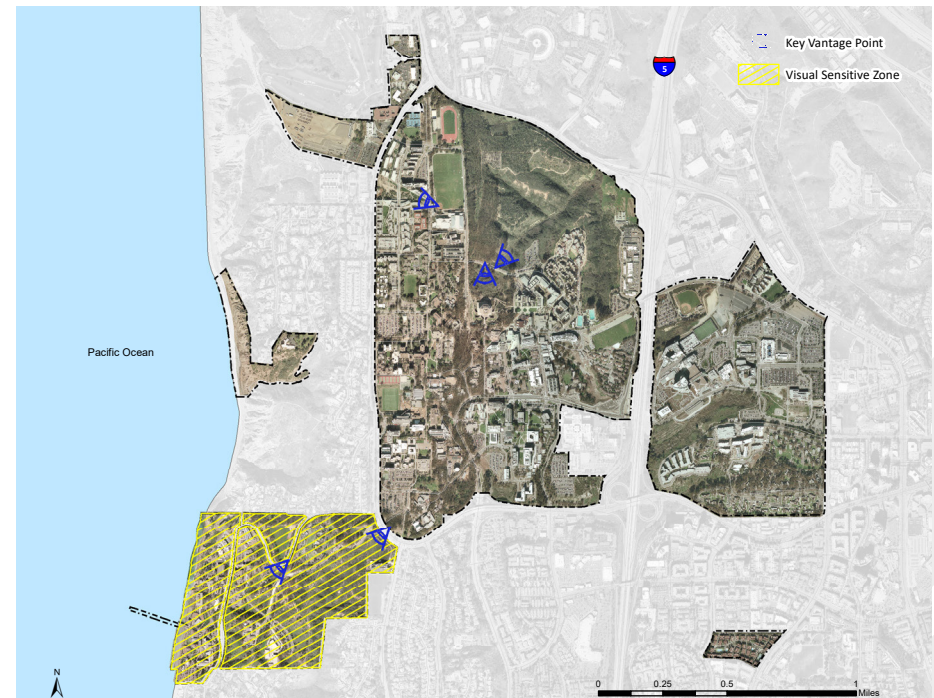 Key Vantage Point
5
Visual Sensitive Zone
Pacific Ocean
N
0 0.25 0.5 1
Miles